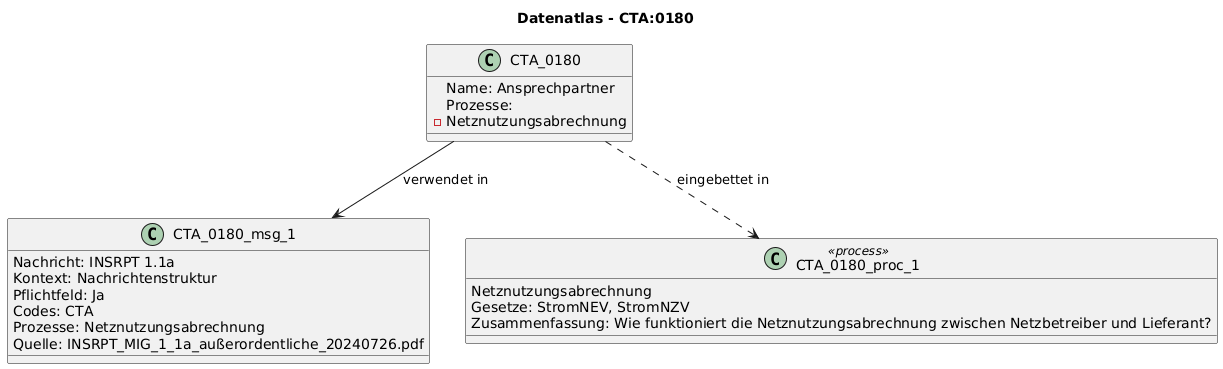 Datenatlas - CTA:0180
C CTA_0180
Name: Ansprechpartner
Prozesse:
Netznutzungsabrechnung
verwendet in
eingebettet in
C CTA_0180_msg_1
Nachricht: INSRPT 1.1a
Kontext: Nachrichtenstruktur
Pflichtfeld: Ja
Codes: CTA
Prozesse: Netznutzungsabrechnung
Quelle: INSRPT_MIG_1_1a_außerordentliche_20240726.pdf
«process»
C CTA_0180_proc_1
Netznutzungsabrechnung
Gesetze: StromNEV, StromNZV
Zusammenfassung: Wie funktioniert die Netznutzungsabrechnung zwischen Netzbetreiber und Lieferant?